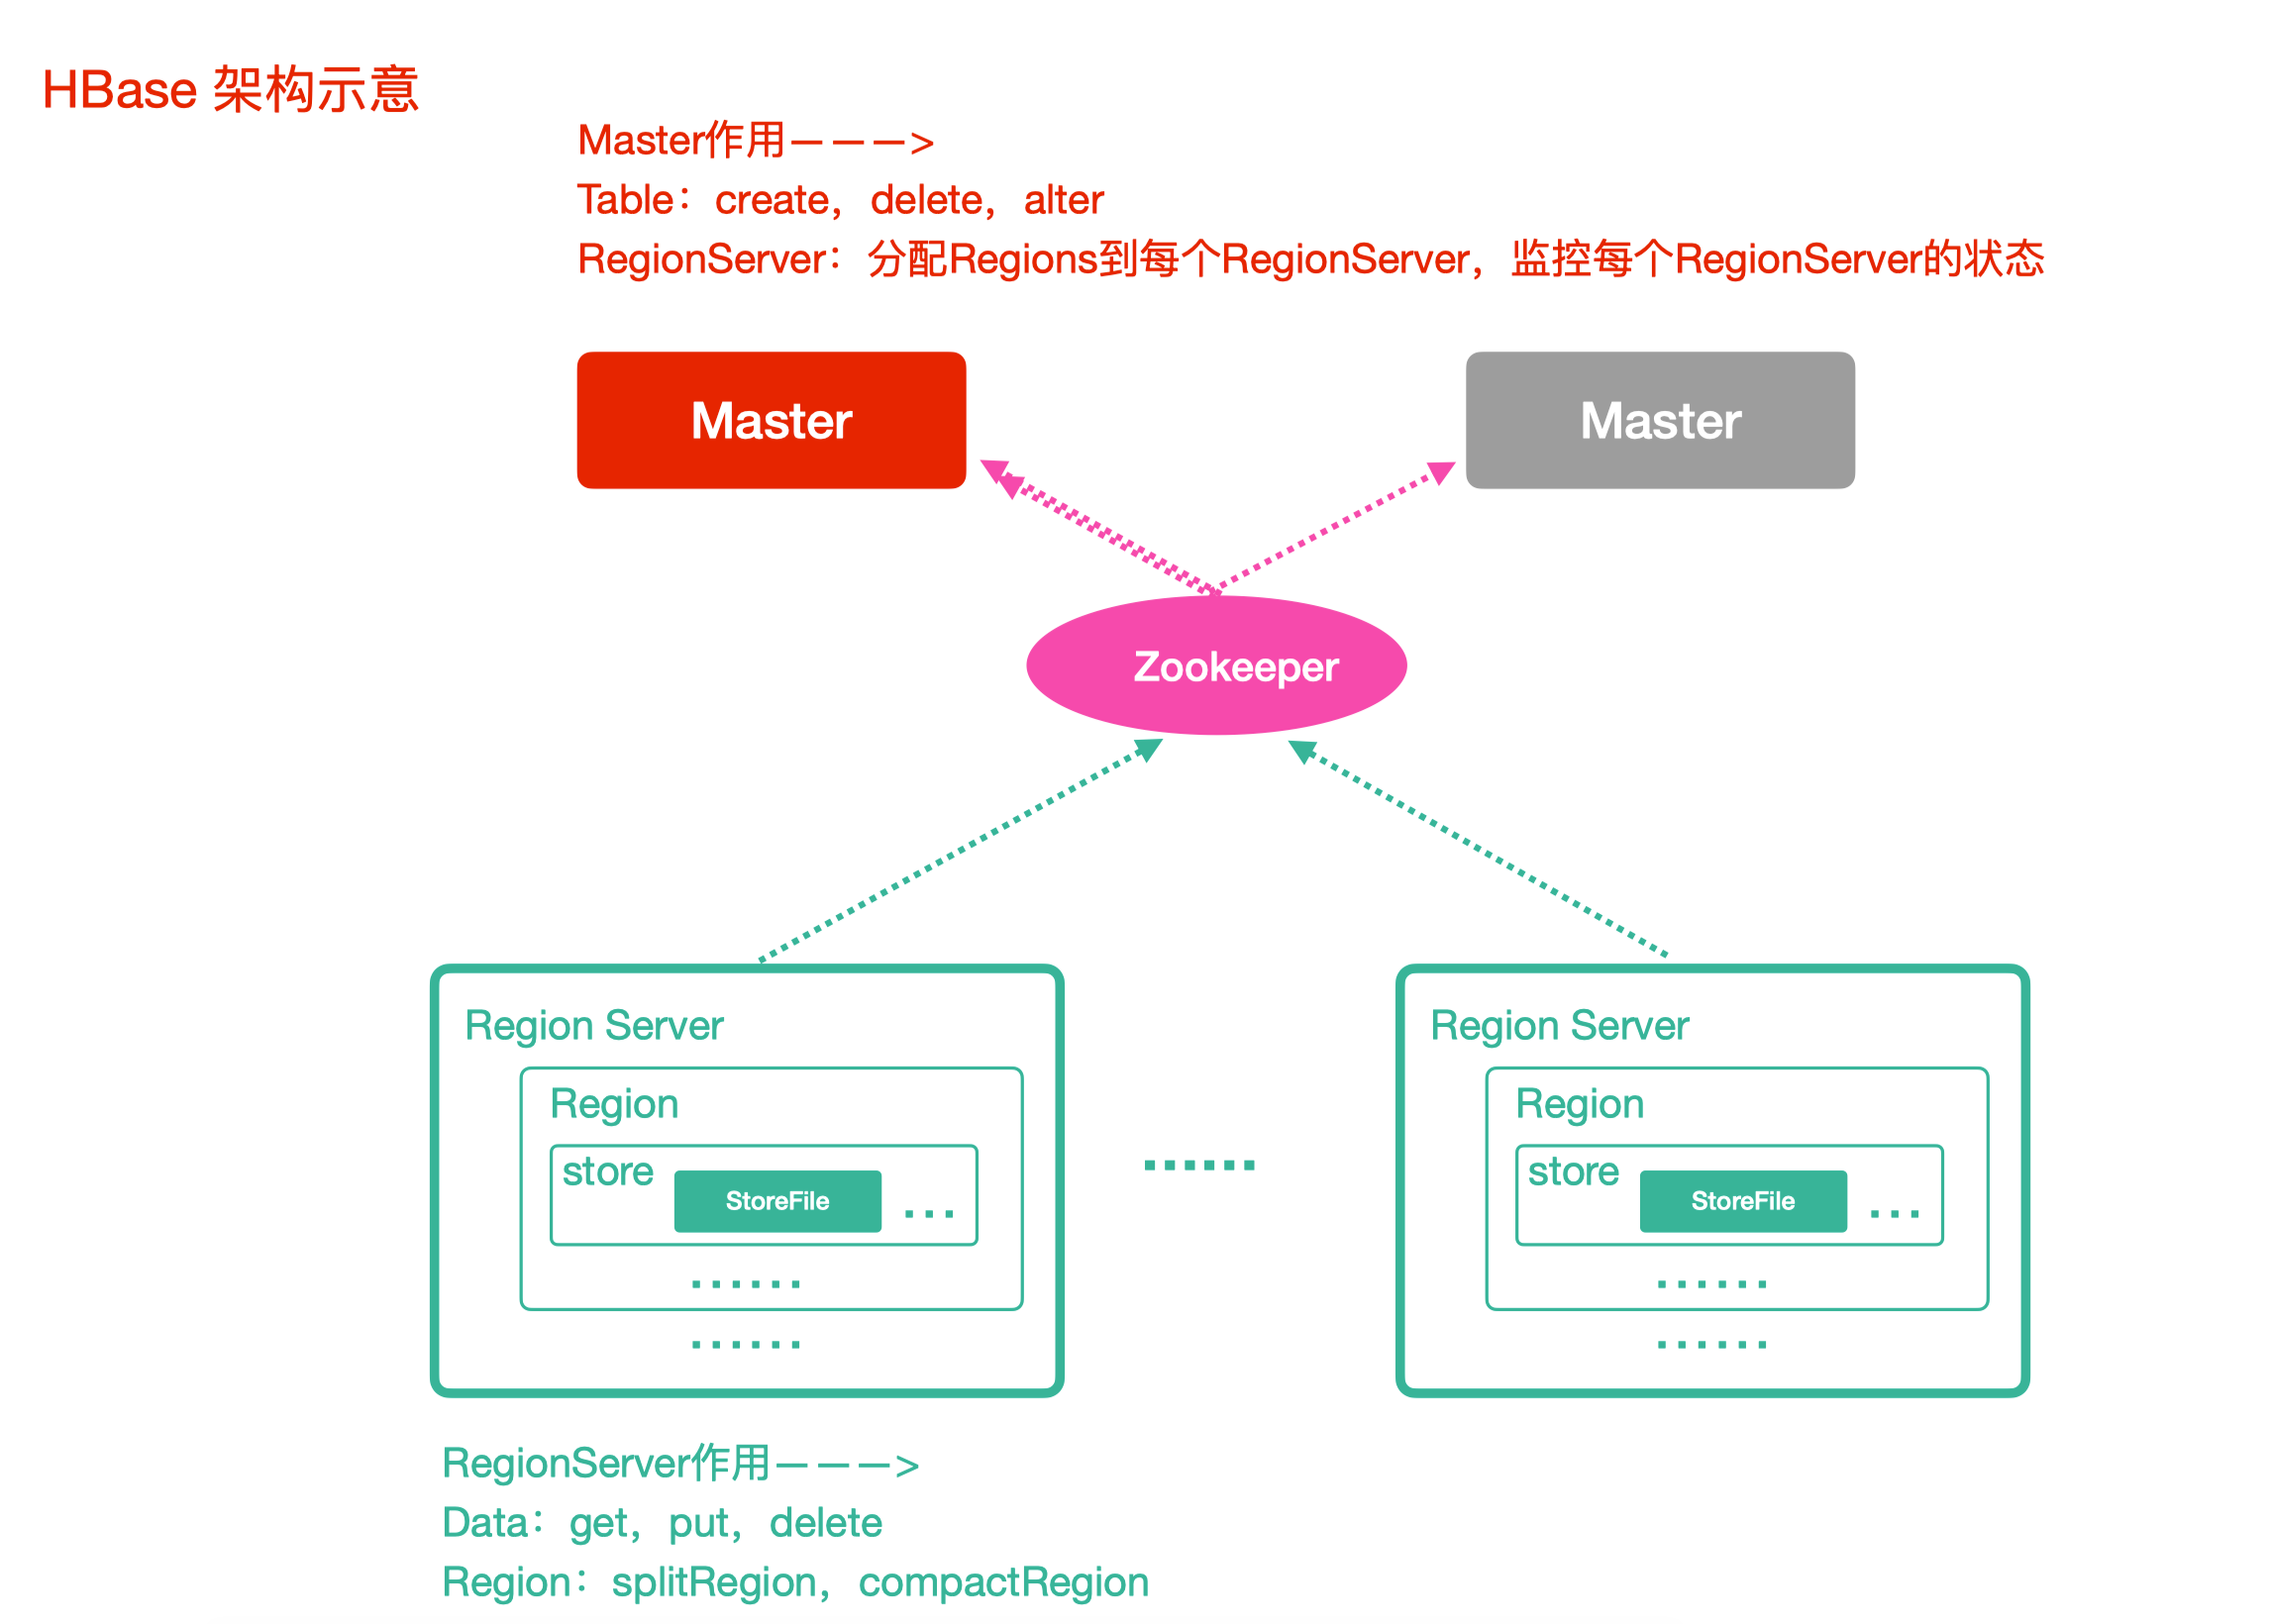 HBase 架构示意
Master作用———>
Table：create，delete，alter
RegionServer：分配Regions到每个RegionServer，监控每个RegionServer的状态
Master
Master
Zookeeper
Region Server
Region
store
StoreFile
...
......
......
......
Region Server
Region
store
StoreFile
...
......
......
RegionServer作用———>
Data：get，put，delete
Region：splitRegion，compactRegion